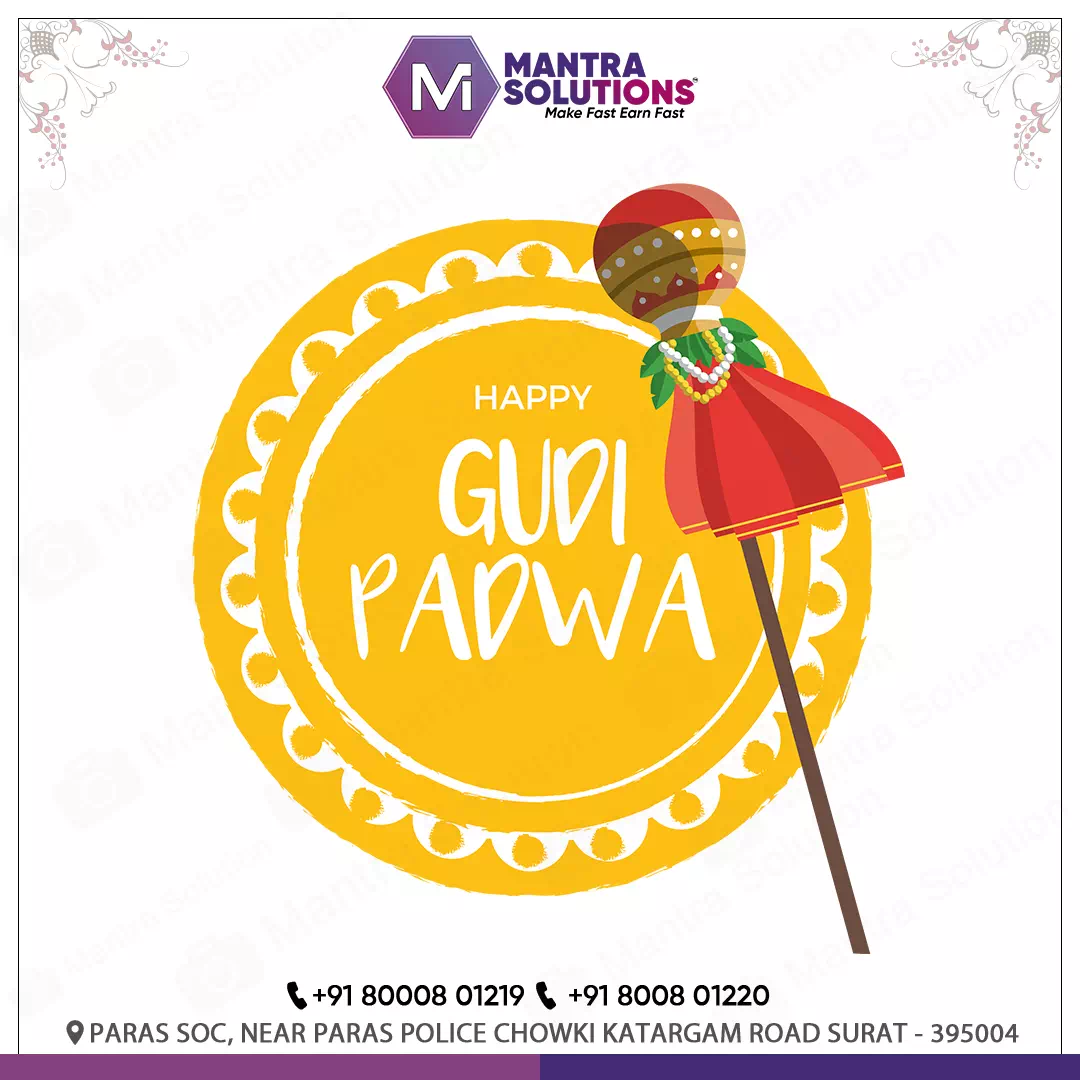 MANTRA
SOLUTIONS™
Make Fast Earn Fast
HAPPY
GUDI
PADWA
+91 80008 01219 +91 8008 01220
PARAS SOC, NEAR PARAS POLICE CHOWKI KATARGAM ROAD SURAT - 395004